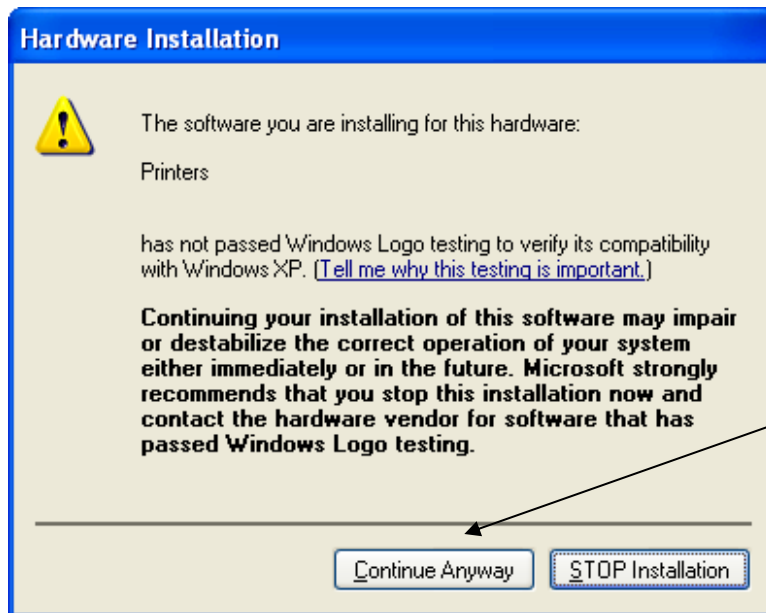 Hardware Installation
The software you are installing for this hardware:
Printers
has not passed Windows Logo testing to verify its compatibility
with Windows XP. (Tell me why this testing is important.)
Continuing your installation of this software may impair
or destabilize the correct operation of your system
either immediately or in the future. Microsoft strongly
recommends that you stop this installation now and
contact the hardware vendor for software that has
passed Windows Logo testing.
Continue Anyway STOP Installation